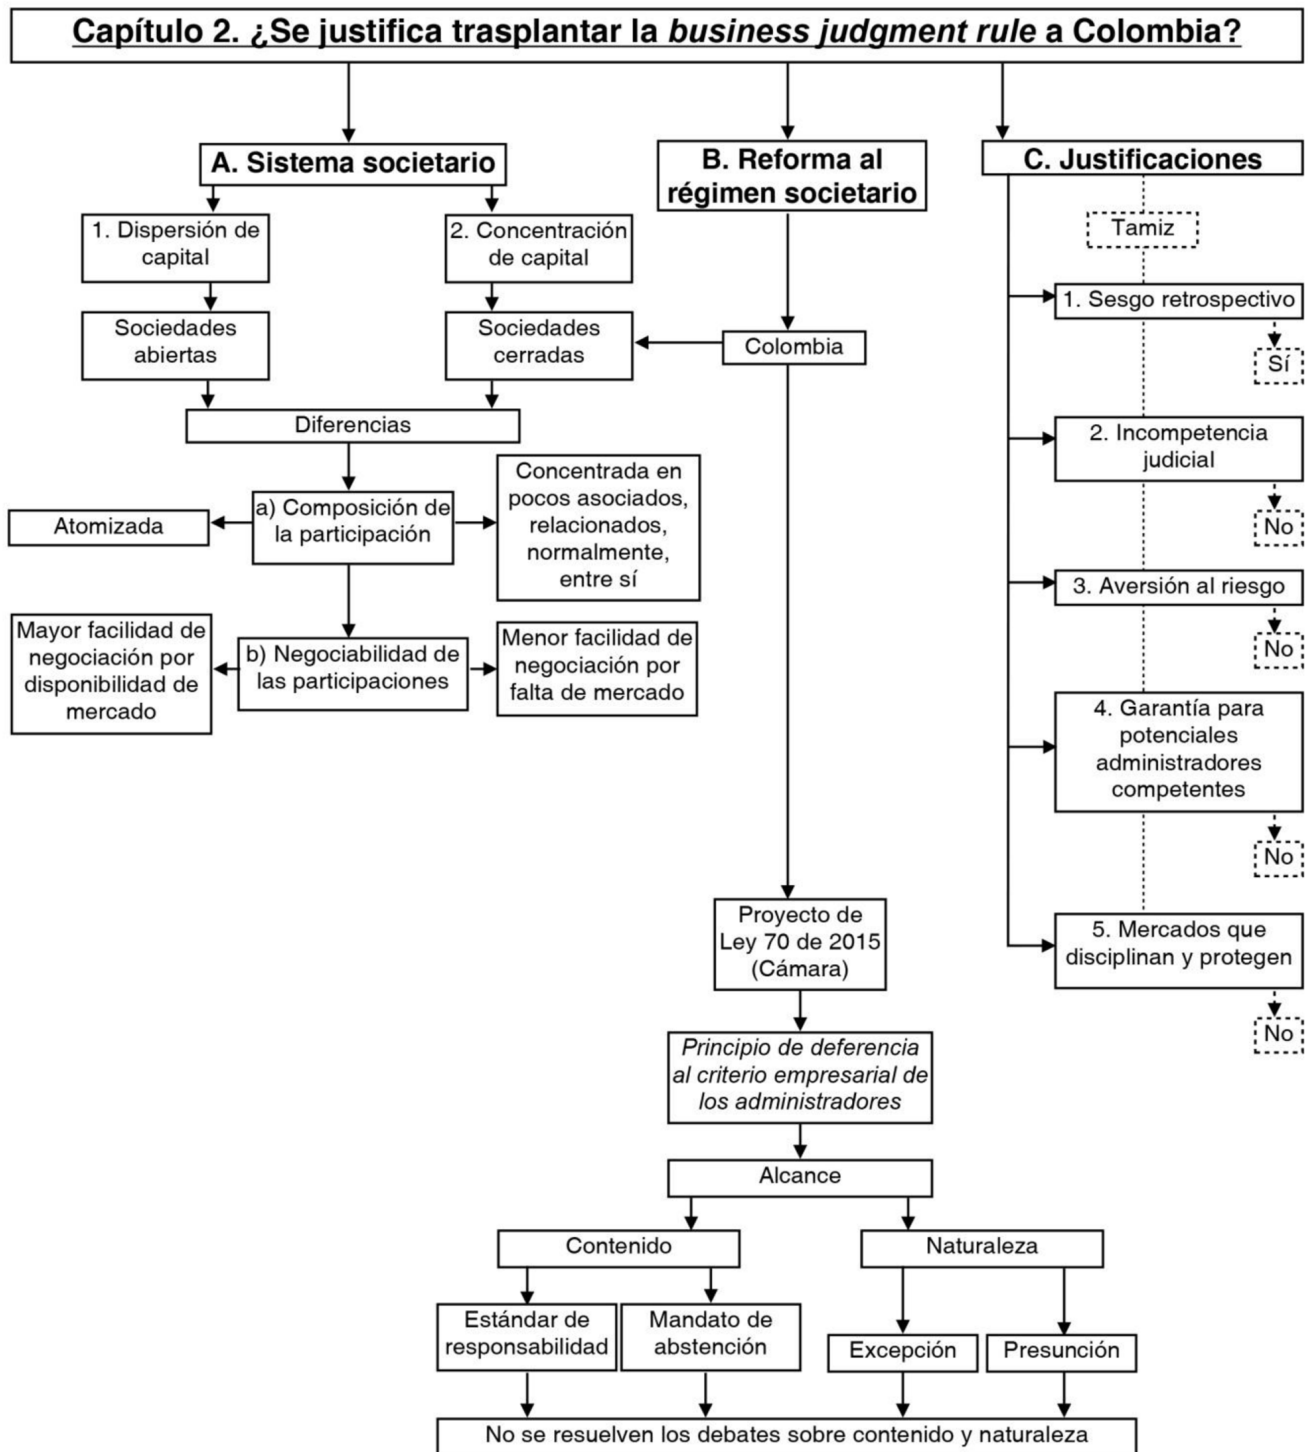 Capítulo 2. ¿Se justifica trasplantar la business judgment rule a Colombia?
A. Sistema societario
1. Dispersión de
capital
2. Concentración
de capital
Sociedades
abiertas
Sociedades
cerradas
Diferencias
a) Composición de
la participación
Atomizada
Concentrada en
pocos asociados,
relacionados,
normalmente,
entre sí
b) Negociabilidad de
las participaciones
Mayor facilidad de
negociación por
disponibilidad de
mercado
Menor facilidad de
negociación por
falta de mercado
B. Reforma al
régimen societario
Colombia
Proyecto de
Ley 70 de 2015
(Cámara)
Principio de deferencia
al criterio empresarial de
los administradores
Alcance
Contenido
Naturaleza
Estándar de
responsabilidad
Mandato de
abstención
Excepción
Presunción
No se resuelven los debates sobre contenido y naturaleza
C. Justificaciones
Tamiz
1. Sesgo retrospectivo
Sí
2. Incompetencia
judicial
No
3. Aversión al riesgo
No
4. Garantía para
potenciales
administradores
competentes
No
5. Mercados que
disciplinan y protegen
No